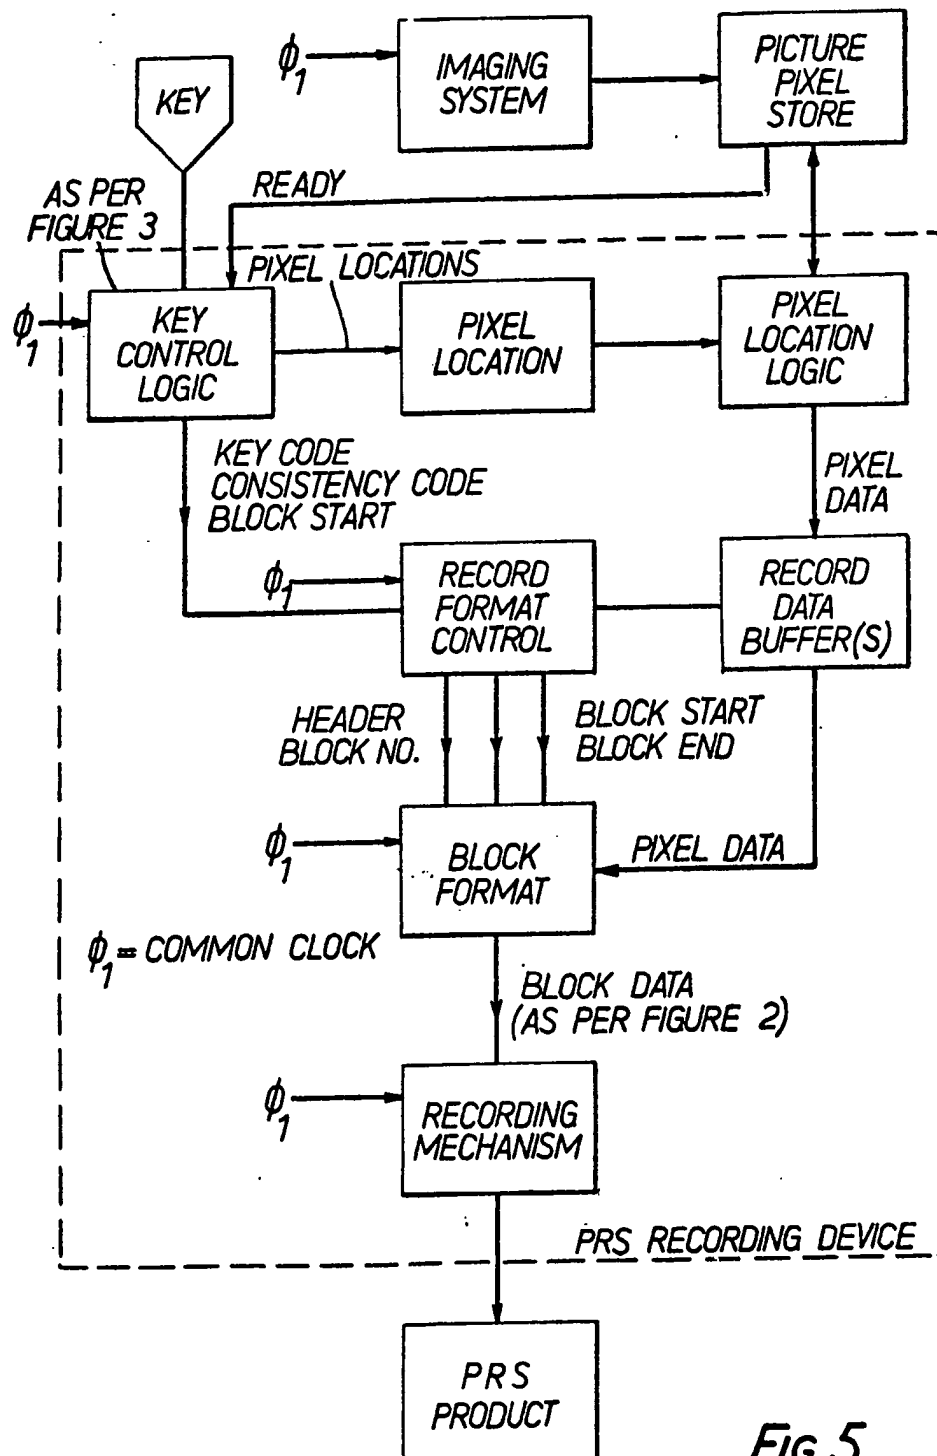 ϕ1
IMAGING
SYSTEM
PICTURE
PIXEL
STORE
KEY
AS PER
FIGURE 3
READY
PIXEL LOCATIONS
ϕ1
KEY
CONTROL
LOGIC
PIXEL
LOCATION
PIXEL
LOCATION
LOGIC
KEY CODE
CONSISTENCY CODE
BLOCK START
PIXEL
DATA
ϕ1
RECORD
FORMAT
CONTROL
RECORD
DATA
BUFFER(S)
HEADER
BLOCK NO.
BLOCK START
BLOCK END
ϕ1
BLOCK
FORMAT
PIXEL DATA
ϕ1 = COMMON CLOCK
BLOCK DATA
(AS PER FIGURE 2)
ϕ1
RECORDING
MECHANISM
PRS RECORDING DEVICE
PRS
PRODUCT
FIG. 5